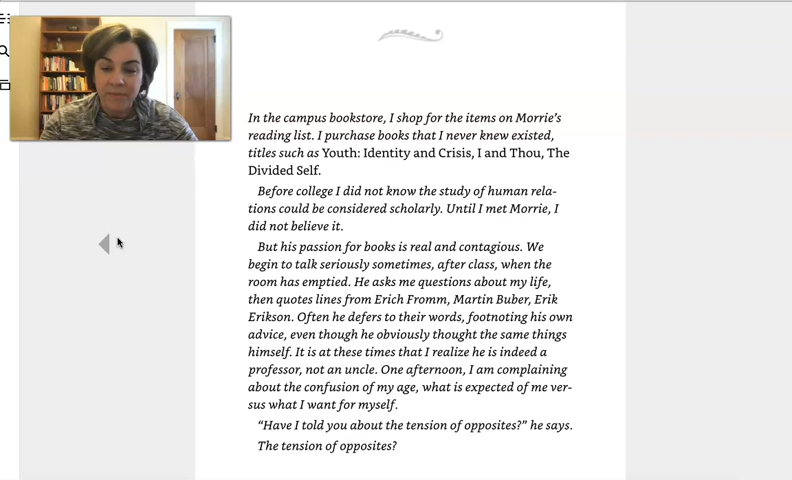 In the campus bookstore, I shop for the items on Morrie's
reading list. I purchase books that I never knew existed,
titles such as Youth: Identity and Crisis, I and Thou, The
Divided Self.
Before college I did not know the study of human rela-
tions could be considered scholarly. Until I met Morrie, I
did not believe it.
But his passion for books is real and contagious. We
begin to talk seriously sometimes, after class, when the
room has emptied. He asks me questions about my life,
then quotes lines from Erich Fromm, Martin Buber, Erik
Erikson. Often he defers to their words, footnoting his own
advice, even though he obviously thought the same things
himself. It is at these times that I realize he is indeed a
professor, not an uncle. One afternoon, I am complaining
about the confusion of my age, what is expected of me ver-
sus what I want for myself.
“Have I told you about the tension of opposites?” he says.
The tension of opposites?